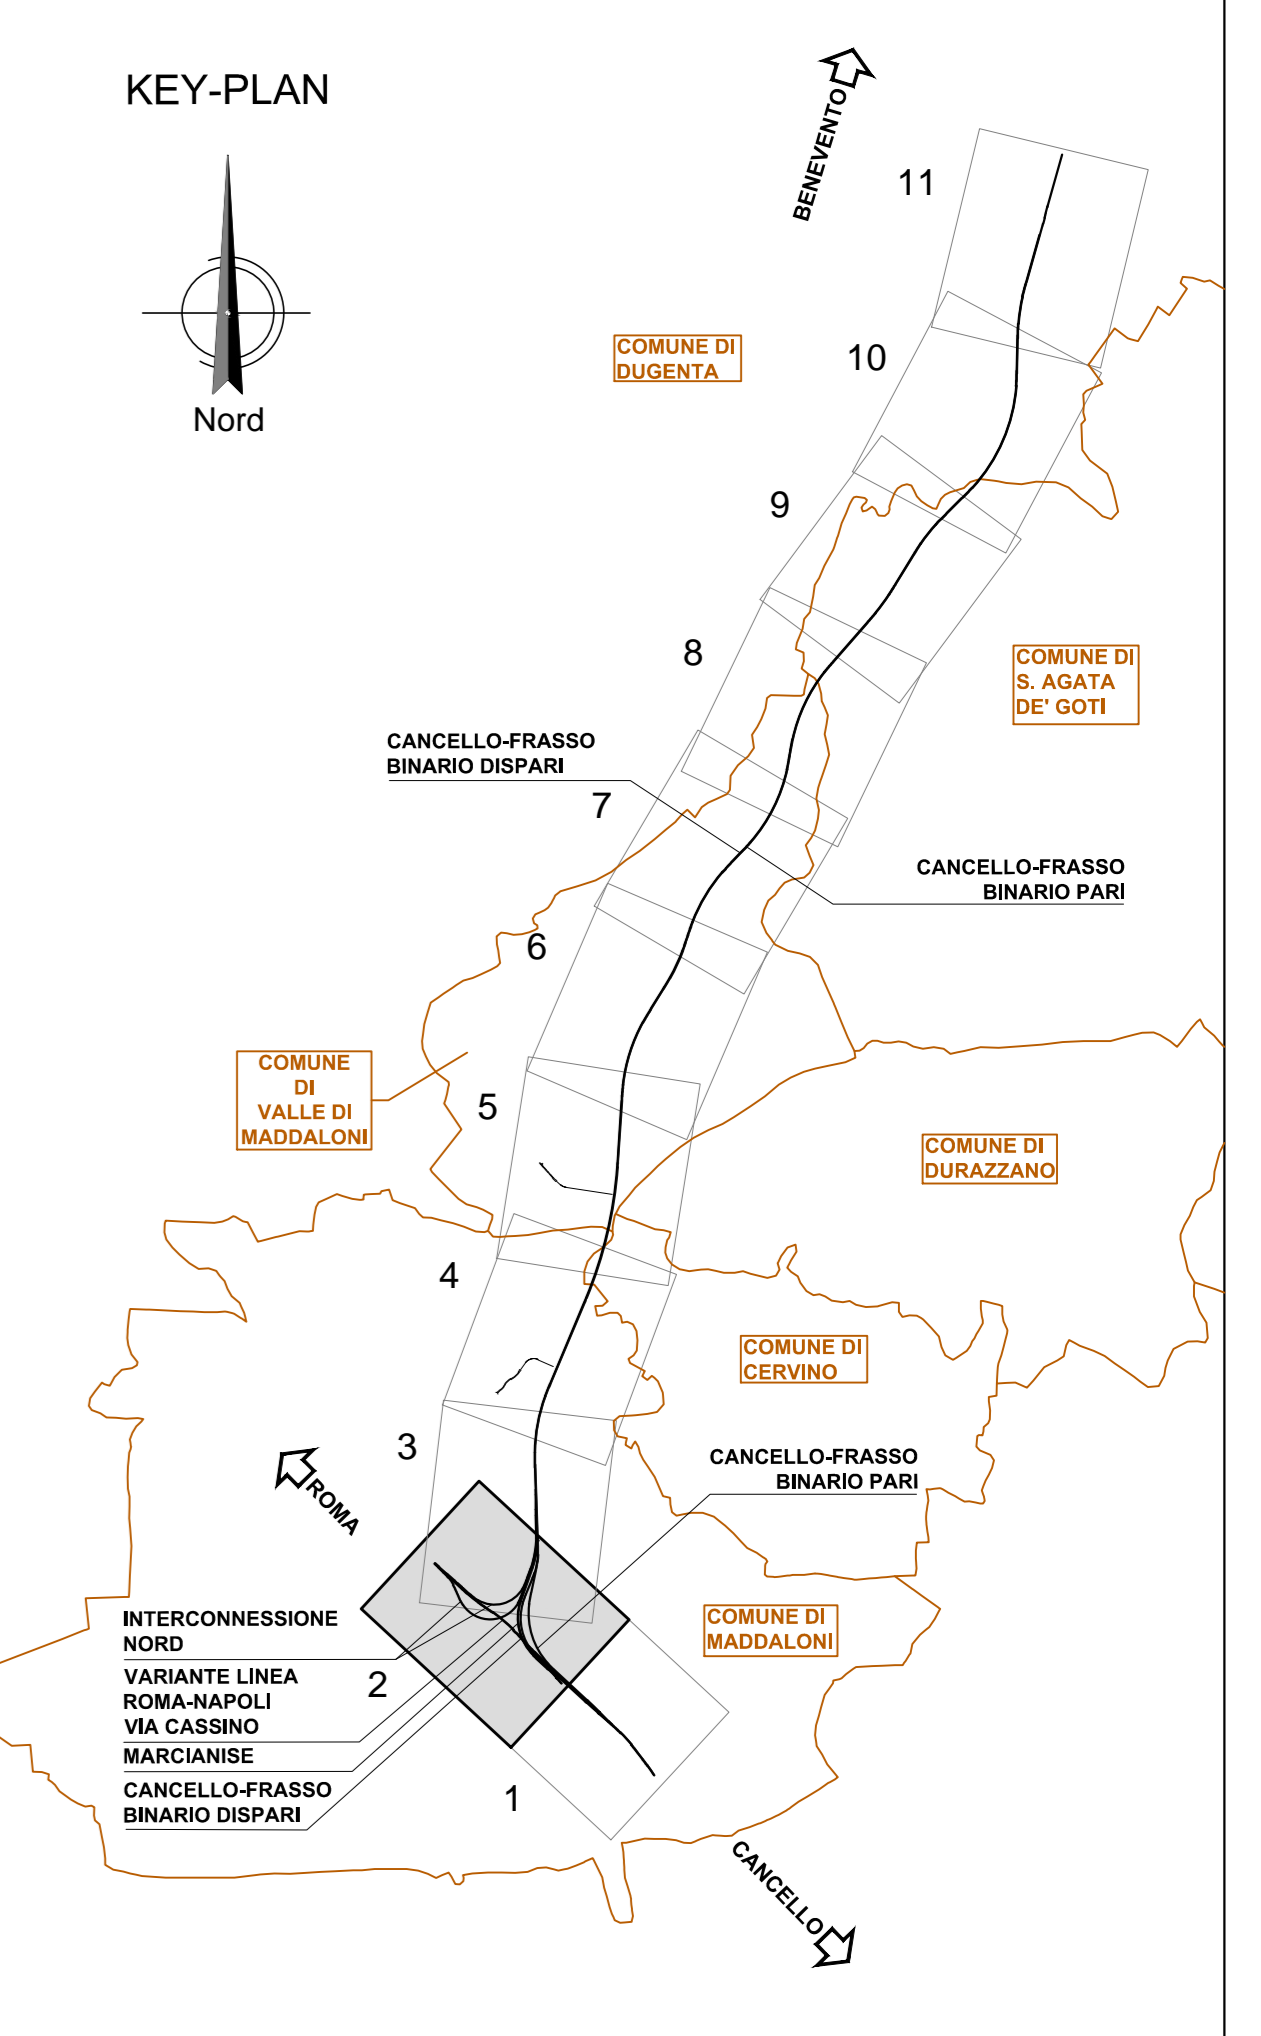 KEY-PLAN
Nord
BENEVENTO
11
10
COMUNE DI
DUGENTA
9
8
COMUNE DI
S. AGATA
DE' GOTI
CANCELLO-FRASSO
BINARIO DISPARI
7
CANCELLO-FRASSO
BINARIO PARI
6
COMUNE
DI
VALLE DI
MADDALONI
5
COMUNE DI
DURAZZANO
4
COMUNE DI
CERVINO
3
ROMA
CANCELLO-FRASSO
BINARIO PARI
INTERCONNESSIONE
NORD
COMUNE DI
MADDALONI
VARIANTE LINEA
ROMA-NAPOLI
VIA CASSINO
2
MARCIANISE
CANCELLO-FRASSO
BINARIO DISPARI
1
CANCELLO